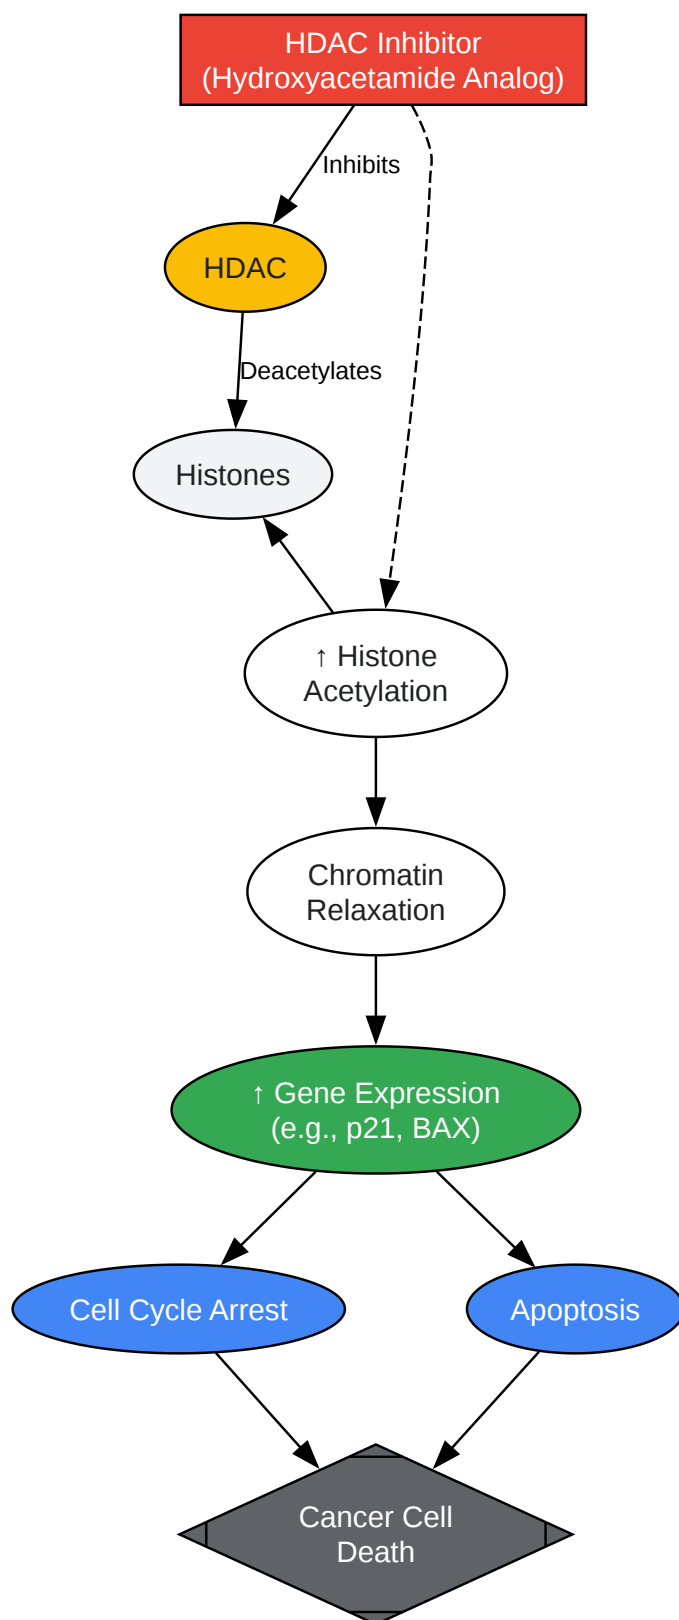 HDAC Inhibitor
(Hydroxyacetamide Analog)
Inhibits
HDAC
Deacetylates
Histones
↑ Histone
Acetylation
Chromatin
Relaxation
↑ Gene Expression
(e.g., p21, BAX)
Cell Cycle Arrest
Apoptosis
Cancer Cell
Death